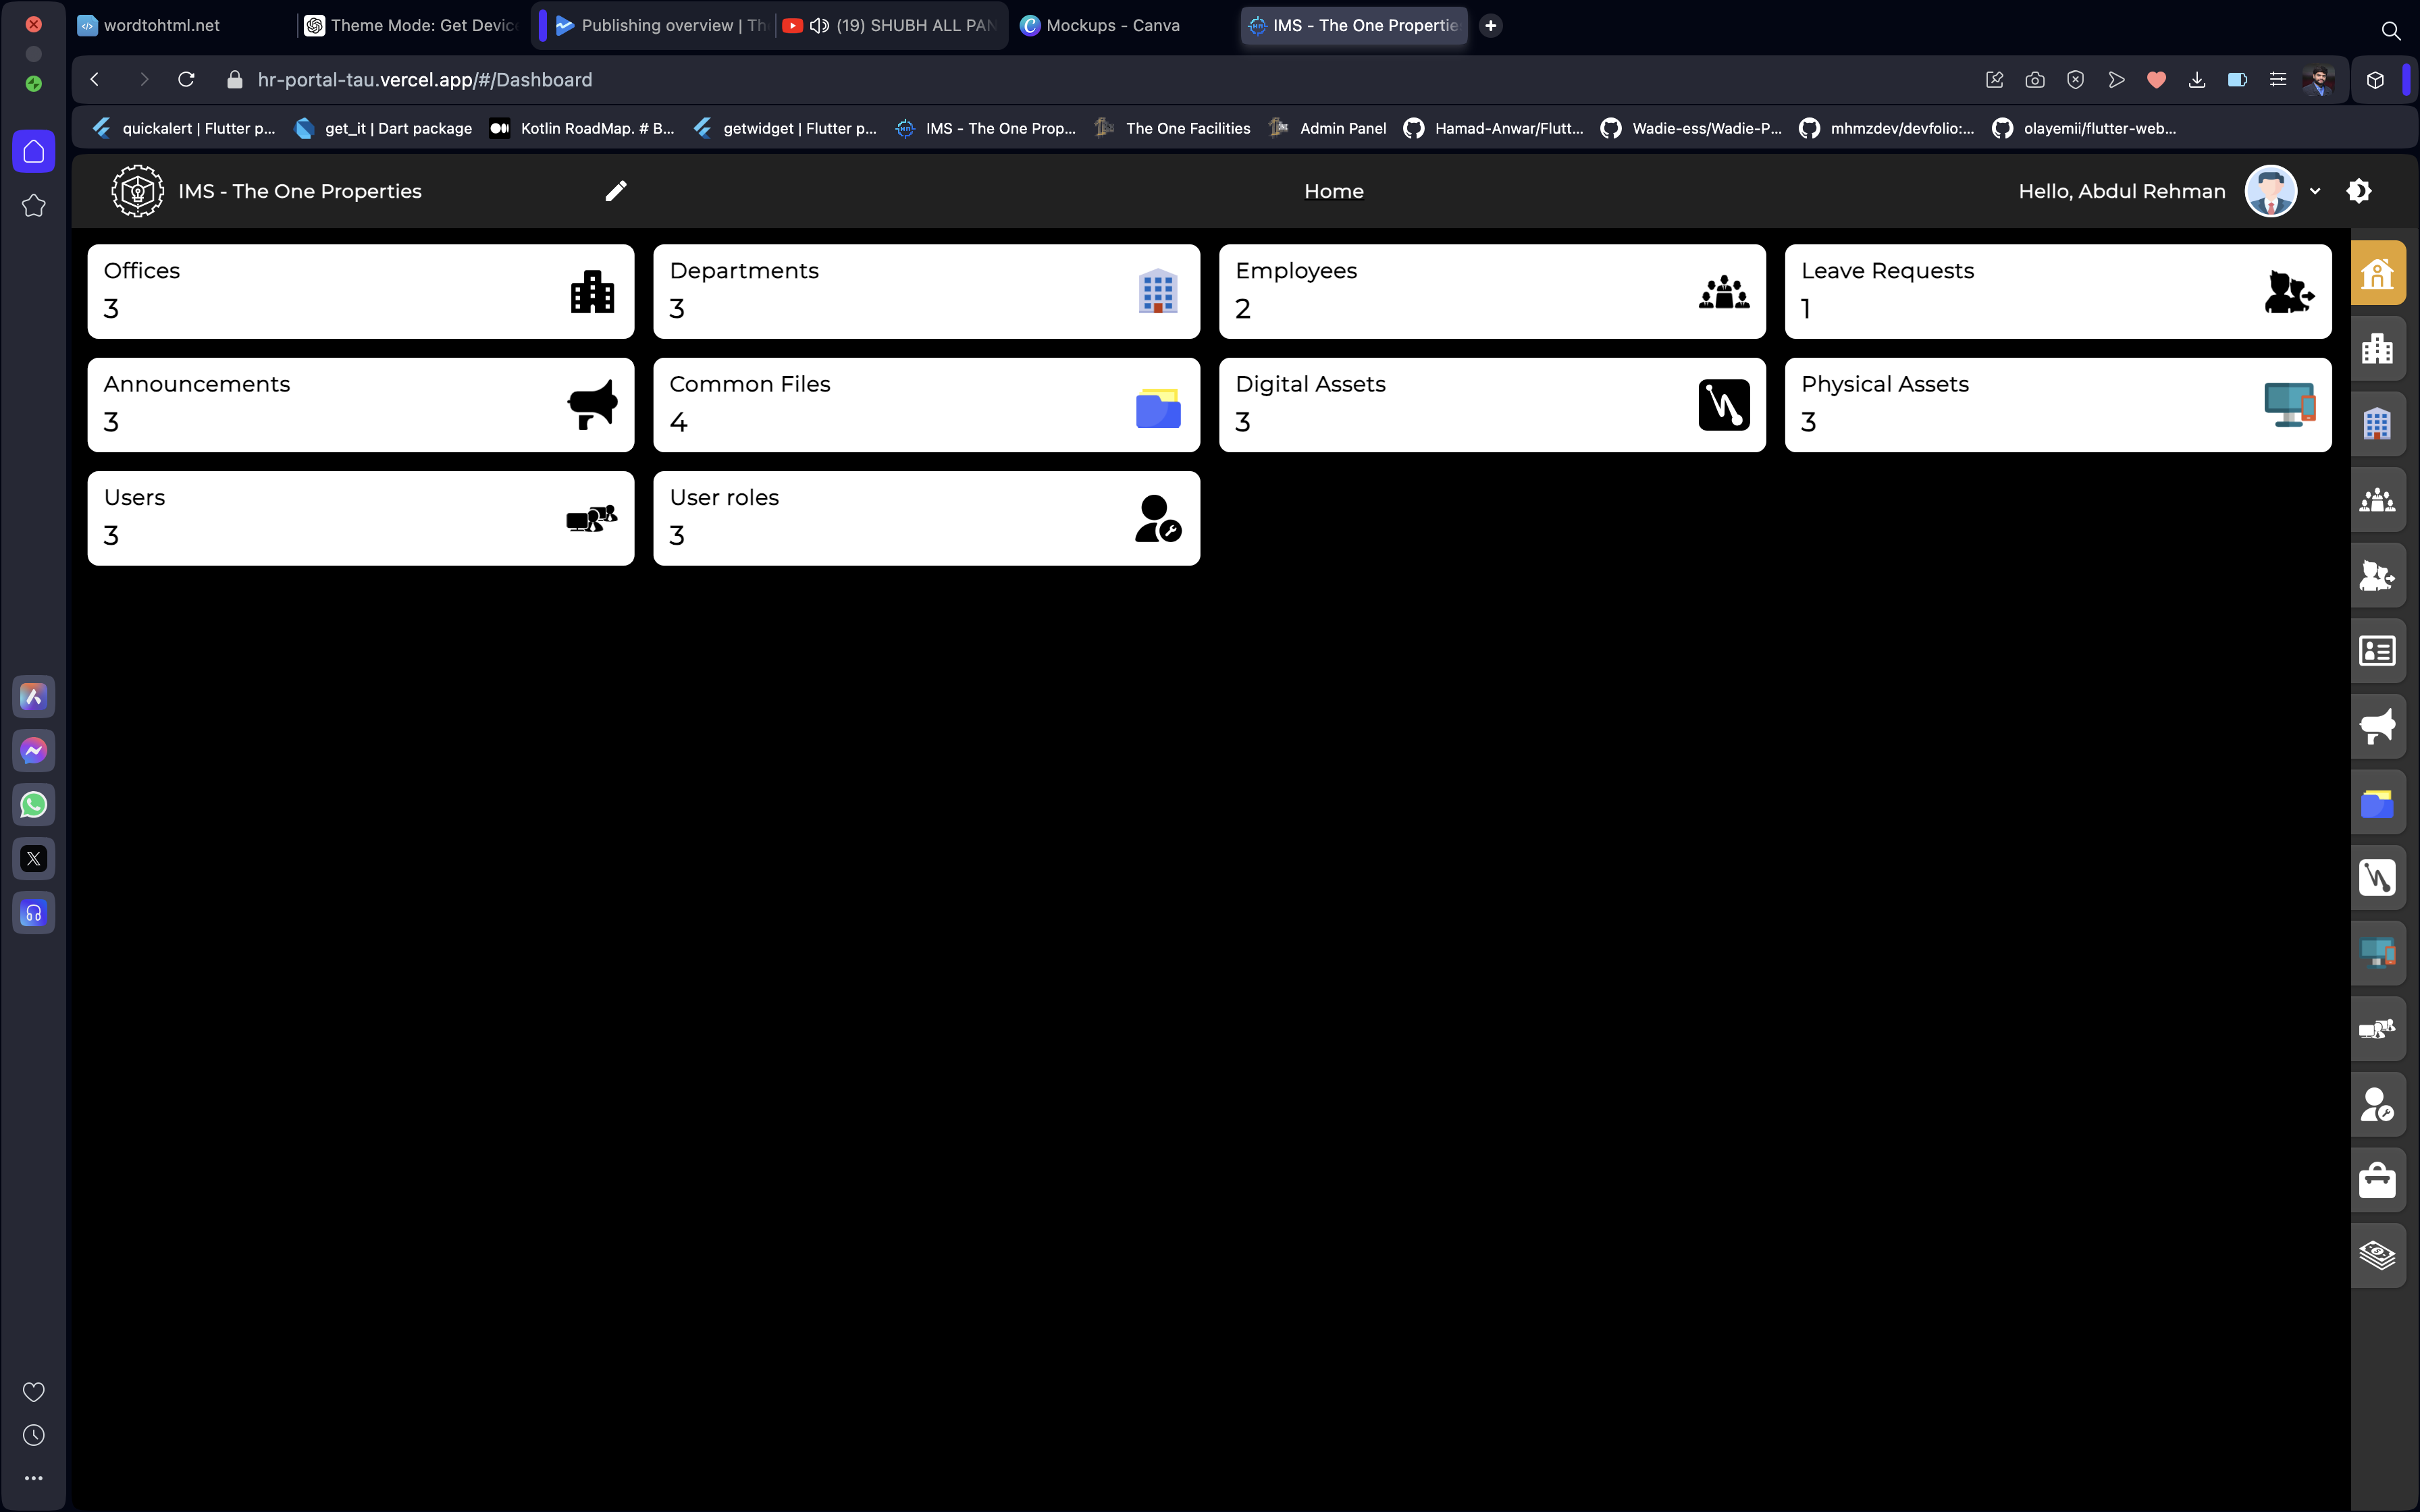 wordtohtml.net
Theme Mode: Get Devic
Publishing overview | Th
(19) SHUBH ALL PAN
Mockups - Canva
IMS - The One Propertie
hr-portal-tau.vercel.app/#/Dashboard
quickalert | Flutter p...
get_it | Dart package
Kotlin RoadMap. # B...
getwidget | Flutter p...
IMS - The One Prop...
The One Facilities
Admin Panel
Hamad-Anwar/Flutt...
Wadie-ess/Wadie-P...
mhmzdev/devfolio:...
olayemii/flutter-web...
IMS - The One Properties
Home
Hello, Abdul Rehman
Offices
3
Departments
3
Employees
2
Leave Requests
1
Announcements
3
Common Files
4
Digital Assets
3
Physical Assets
3
Users
3
User roles
3